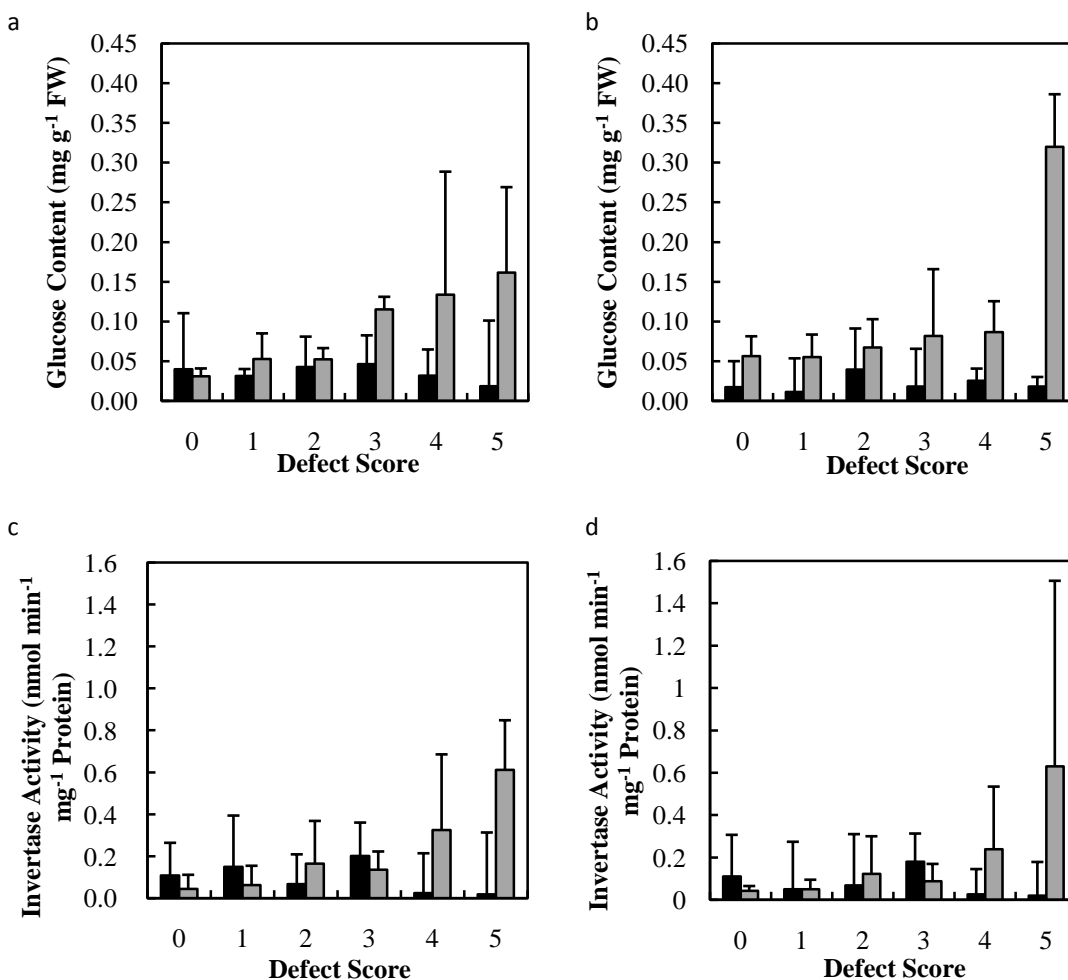 a
Glucose Content (mg g-1 FW)
0.45
0.40
0.35
0.30
0.25
0.20
0.15
0.10
0.05
0.00
0 1 2 3 4 5
Defect Score
b
Glucose Content (mg g-1 FW)
0.45
0.40
0.35
0.30
0.25
0.20
0.15
0.10
0.05
0.00
0 1 2 3 4 5
Defect Score
c
Invertase Activity (nmol min-1
mg-1 Protein)
1.6
1.4
1.2
1.0
0.8
0.6
0.4
0.2
0.0
0 1 2 3 4 5
Defect Score
d
Invertase Activity (nmol min-1
mg-1 Protein)
1.6
1.4
1.2
1
0.8
0.6
0.4
0.2
0
0 1 2 3 4 5
Defect Score